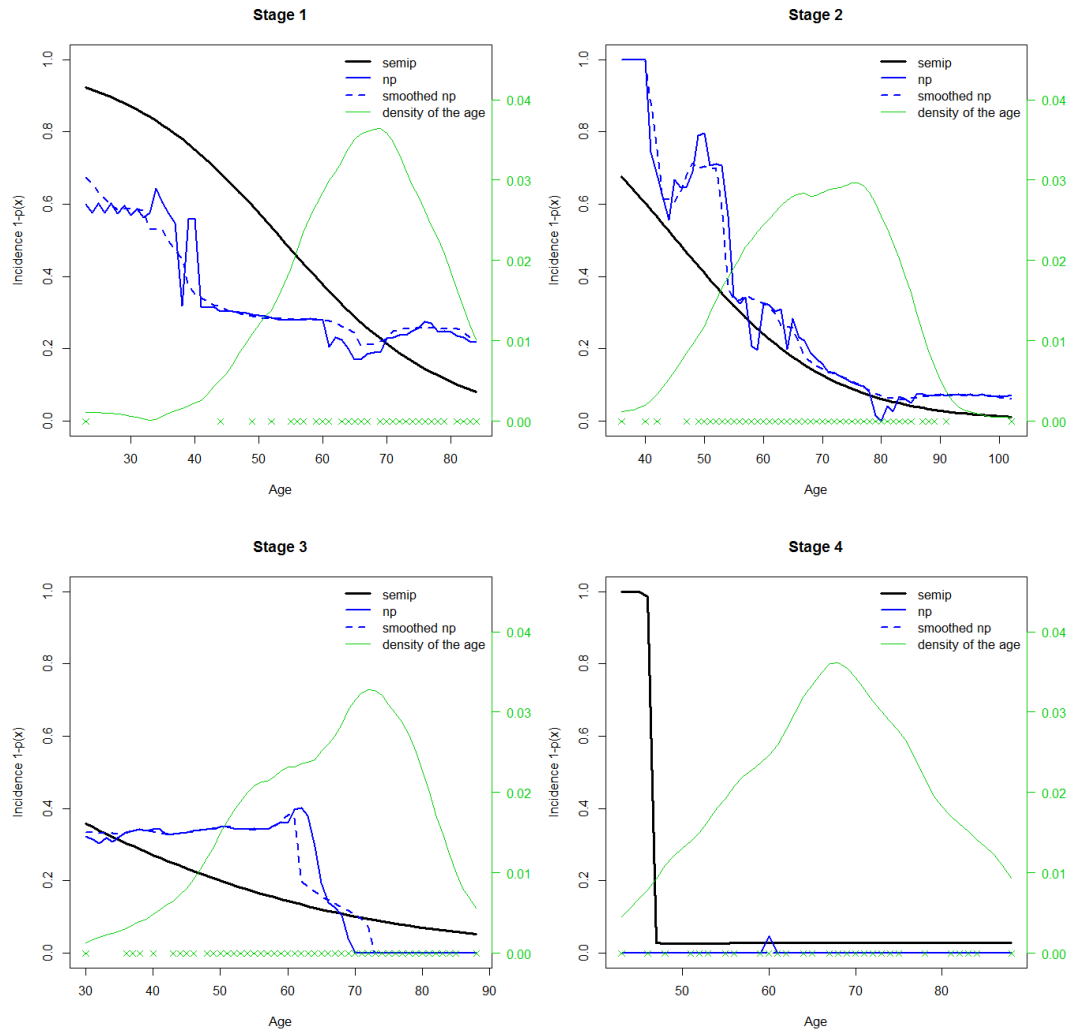 Stage 1
semip
np
smoothed np
density of the age
Incidence 1-p(x)
0.0
0.2
0.4
0.6
0.8
1.0
0.00
0.01
0.02
0.03
0.04
30 40 50 60 70 80
Age
Stage 2
semip
np
smoothed np
density of the age
Incidence 1-p(x)
0.0
0.2
0.4
0.6
0.8
1.0
0.00
0.01
0.02
0.03
0.04
40 50 60 70 80 90 100
Age
Stage 3
semip
np
smoothed np
density of the age
Incidence 1-p(x)
0.0
0.2
0.4
0.6
0.8
1.0
0.00
0.01
0.02
0.03
0.04
30 40 50 60 70 80 90
Age
Stage 4
semip
np
smoothed np
density of the age
Incidence 1-p(x)
0.0
0.2
0.4
0.6
0.8
1.0
0.00
0.01
0.02
0.03
0.04
50 60 70 80
Age